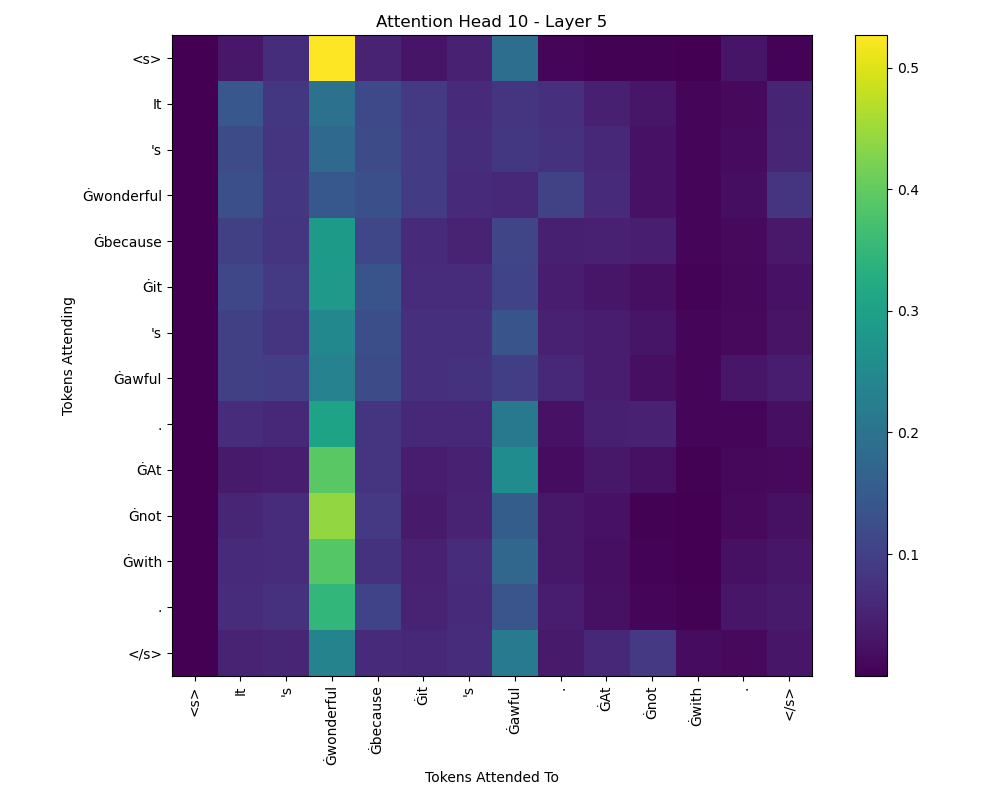 Attention Head 10 - Layer 5
<s>
It
's
Ġwonderful
Ġbecause
Ġit
's
Ġawful
.
ĠAt
Ġnot
Ġwith
.
</s>
Tokens Attending
<s>
It
's
Ġwonderful
Ġbecause
Ġit
's
Ġawful
.
ĠAt
Ġnot
Ġwith
.
</s>
Tokens Attended To
0.5
0.4
0.3
0.2
0.1